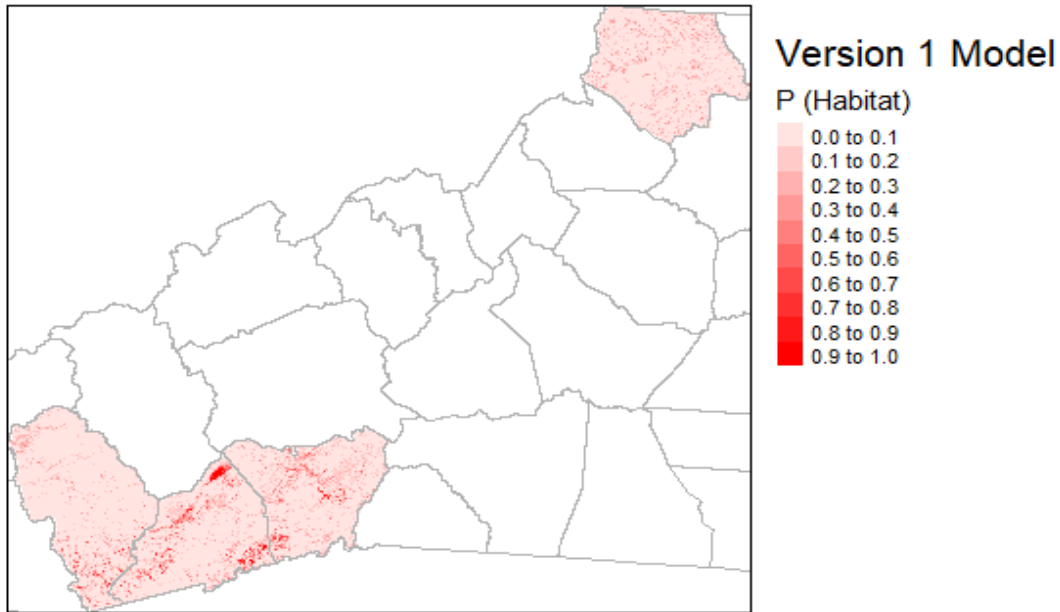 Version 1 Model
P (Habitat)
0.0 to 0.1
0.1 to 0.2
0.2 to 0.3
0.3 to 0.4
0.4 to 0.5
0.5 to 0.6
0.6 to 0.7
0.7 to 0.8
0.8 to 0.9
0.9 to 1.0